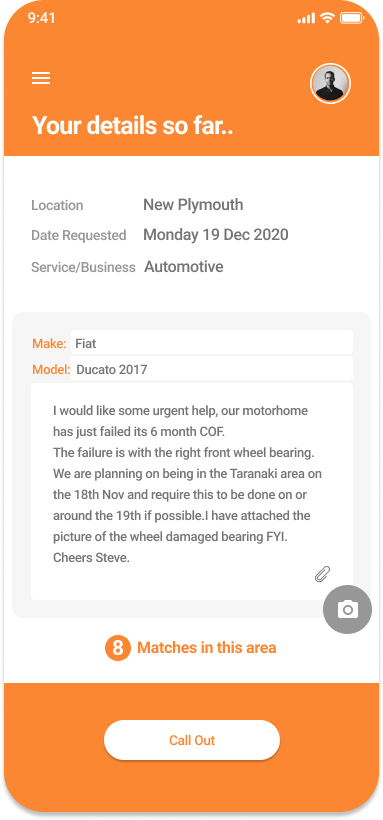 9:41
Your details so far..
Location New Plymouth
Date Requested Monday 19 Dec 2020
Service/Business Automotive
Make: Fiat
Model: Ducato 2017
I would like some urgent help, our motorhome
has just failed its 6 month COF.
The failure is with the right front wheel bearing.
We are planning on being in the Taranaki area on
the 18th Nov and require this to be done on or
around the 19th if possible.I have attached the
picture of the wheel damaged bearing FYI.
Cheers Steve.
8 Matches in this area
Call Out